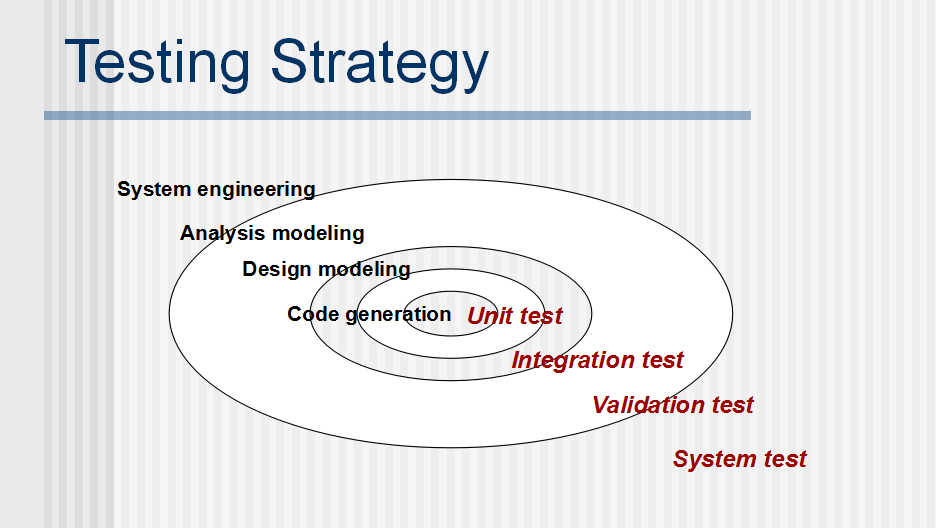 Testing Strategy
System engineering
Analysis modeling
Design modeling
Code generation
Unit test
Integration test
Validation test
System test